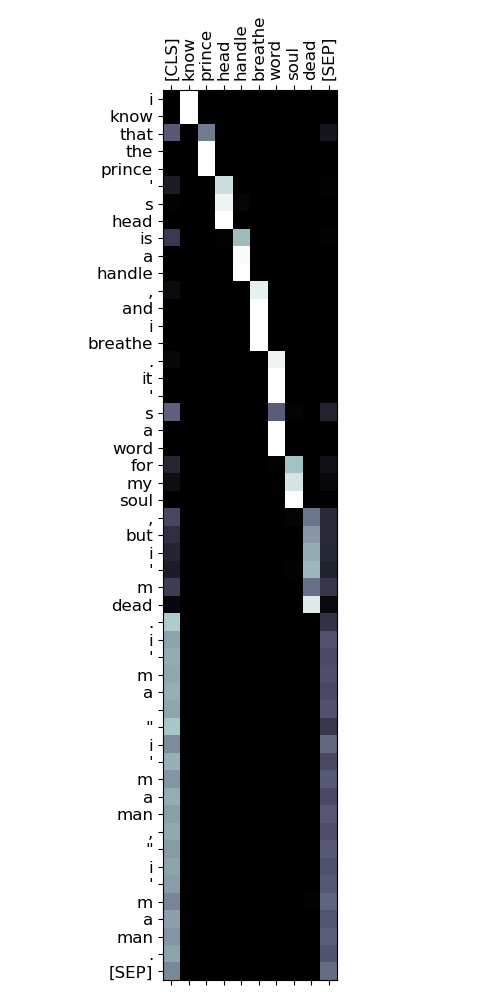 [CLS] know prince head handle breathe word soul dead [SEP]
i
know
that
the
prince
'
s
head
is
a
handle
,
and
i
breathe
.
it
'
s
a
word
for
my
soul
,
but
i
'
m
dead
.
i
'
m
a
"
i
'
m
a
man
,
"
i
'
m
a
man
.
[SEP]